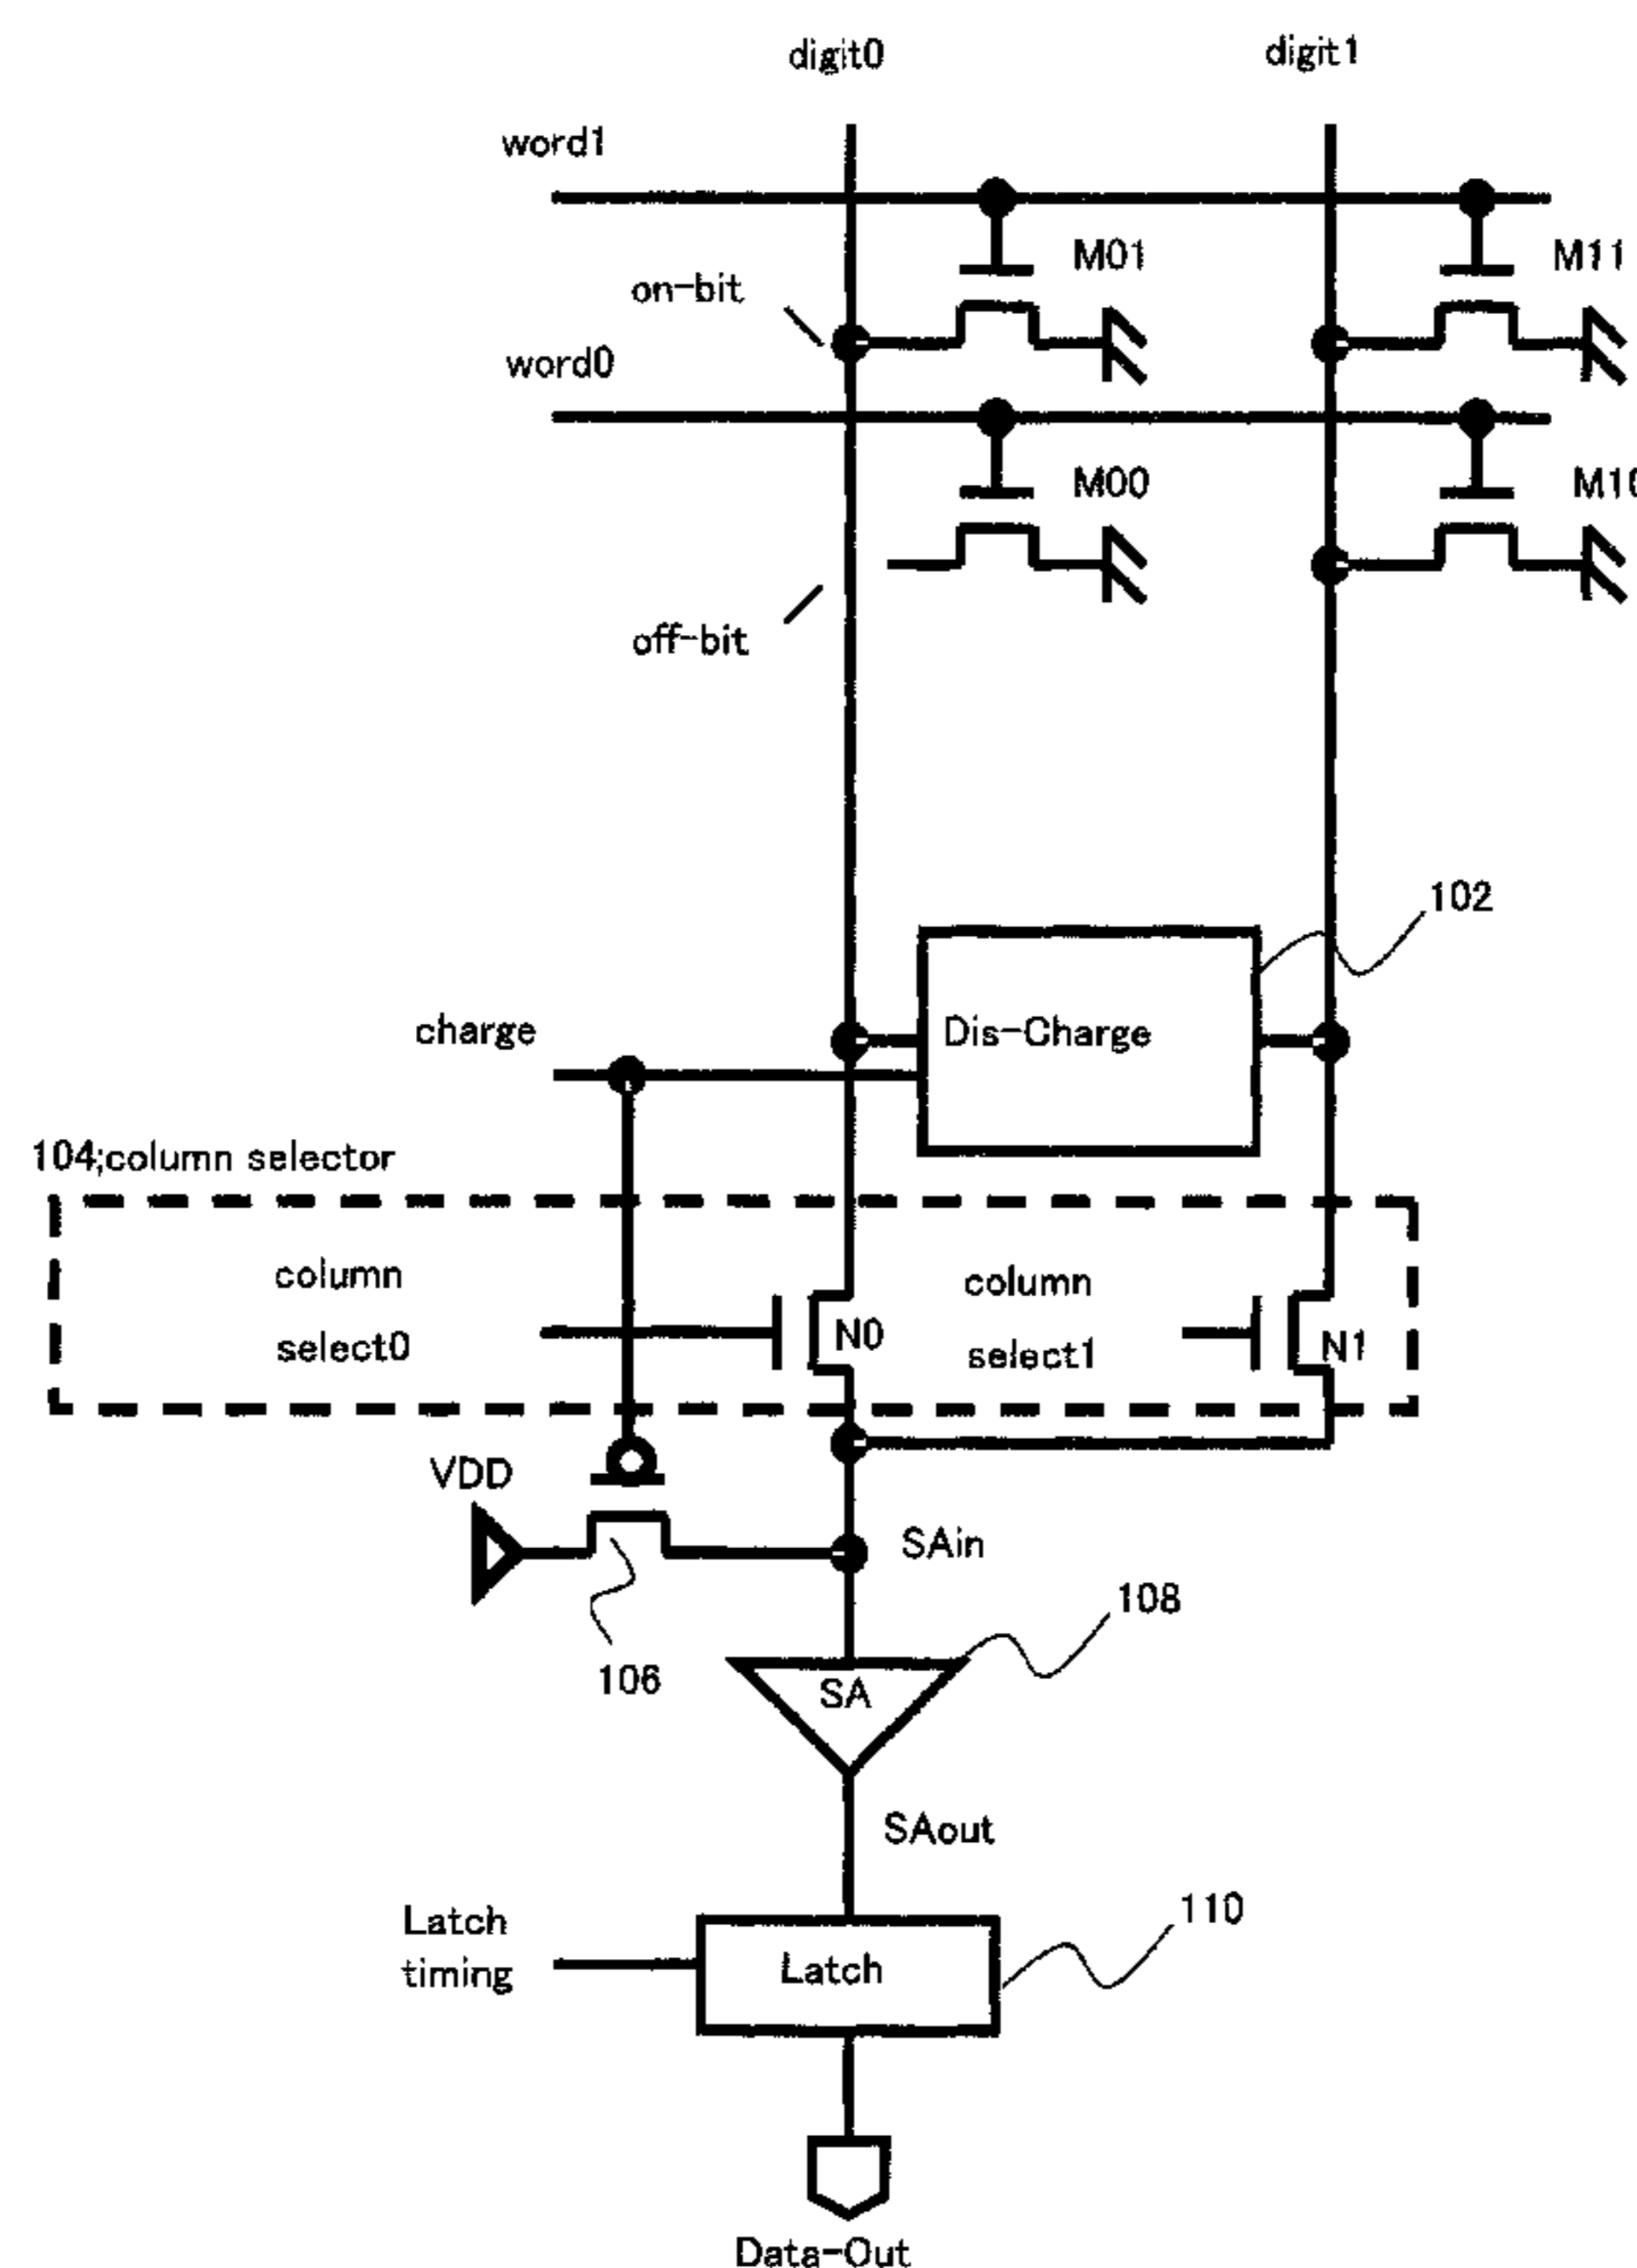 digit0
digit1
word1
M01
M11
on-bit
word0
M00
M10
off-bit
102
charge
Dis-Charge
104;column selector
column
select0
N0
column
select1
N1
VDD
SAin
106
108
SA
SAout
110
Latch
timing
Latch
Data-Out